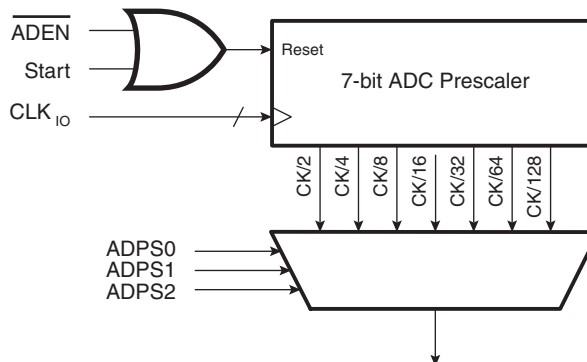 ADEN
Start
CLK IO
Reset
7-bit ADC Prescaler
CK/2
CK/4
CK/8
CK/16
CK/32
CK/64
CK/128
ADPS0
ADPS1
ADPS2